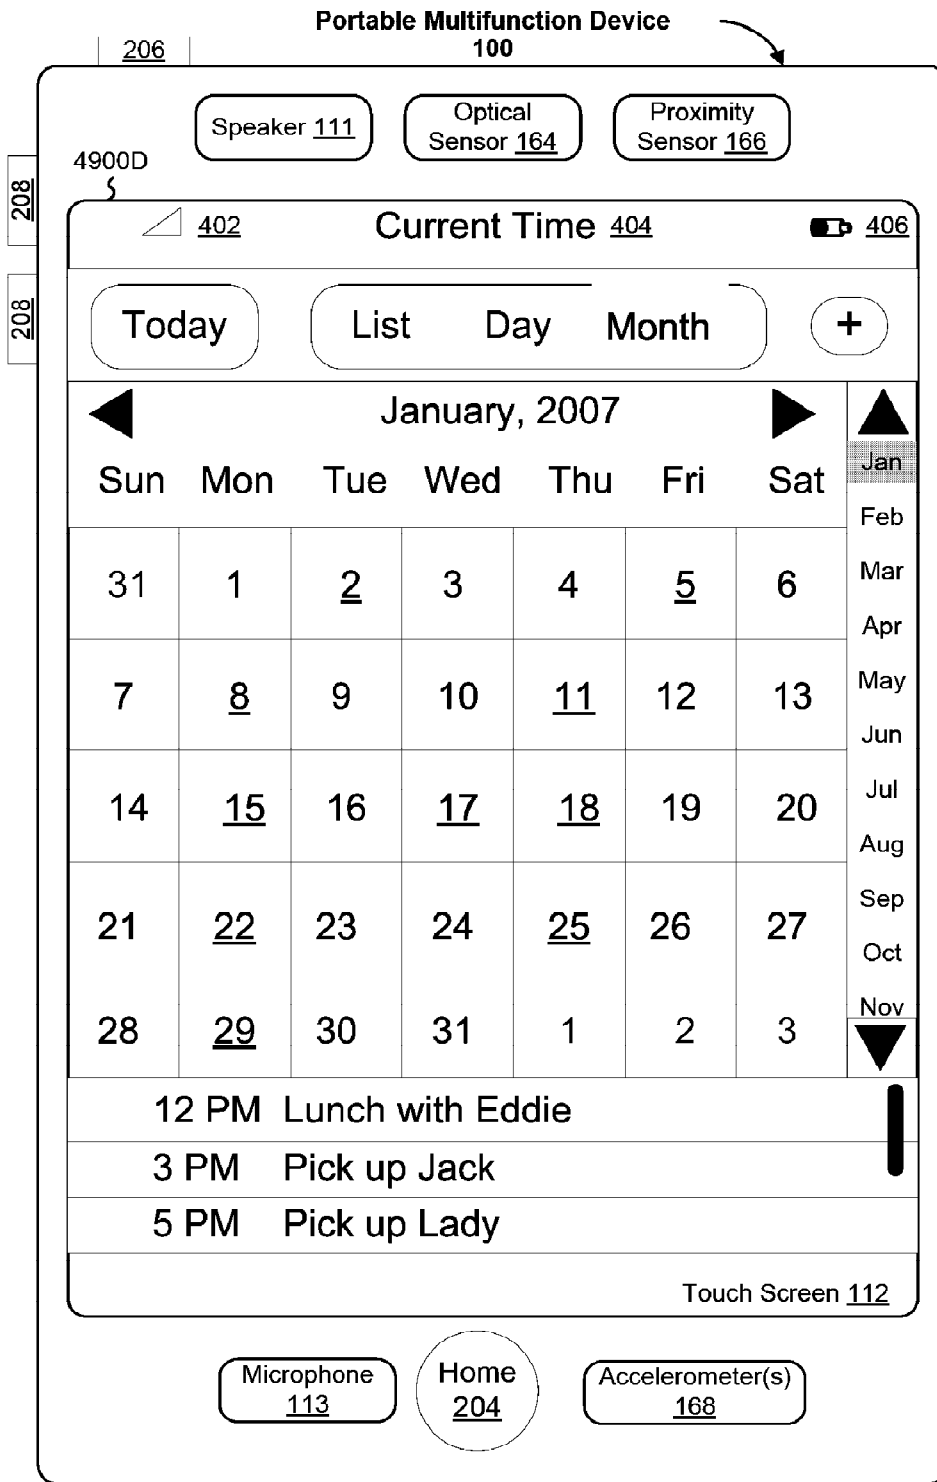 Portable Multifunction Device
100
206
Speaker 111
Optical Sensor 164
Proximity Sensor 166
4900D
208
208
402 Current Time 404 406
Today List Day Month +
January, 2007
Sun Mon Tue Wed Thu Fri Sat
31 1 2 3 4 5 6
7 8 9 10 11 12 13
14 15 16 17 18 19 20
21 22 23 24 25 26 27
28 29 30 31 1 2 3
Jan
Feb
Mar
Apr
May
Jun
Jul
Aug
Sep
Oct
Nov
12 PM Lunch with Eddie
3 PM Pick up Jack
5 PM Pick up Lady
Touch Screen 112
Microphone
113
Home
204
Accelerometer(s)
168